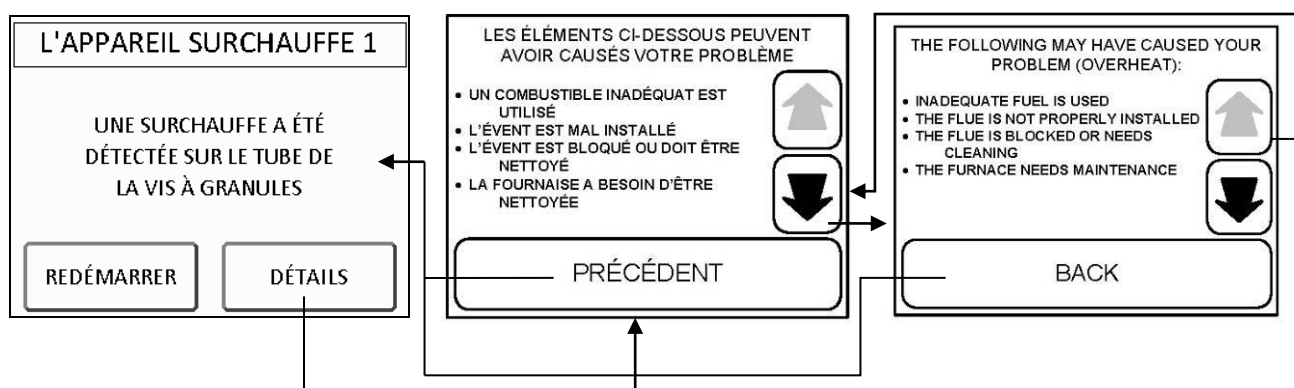 L'APPAREIL SURCHAUFFE 1
UNE SURCHAUFFE A ÉTÉ
DÉTECTÉE SUR LE TUBE DE
LA VIS À GRANULES
REDÉMARRER
DÉTAILS
LES ÉLÉMENTS CI-DESSOUS PEUVENT
AVOIR CAUSÉS VOTRE PROBLÈME
• UN COMBUSTIBLE INADÉQUAT EST
UTILISÉ
• L'ÉVENT EST MAL INSTALLÉ
• L'ÉVENT EST BLOQUÉ OU DOIT ÊTRE
NETTOYÉ
• LA FOURNAISE A BESOIN D'ÊTRE
NETTOYÉE
PRÉCÉDENT
THE FOLLOWING MAY HAVE CAUSED YOUR
PROBLEM (OVERHEAT):
• INADEQUATE FUEL IS USED
• THE FLUE IS NOT PROPERLY INSTALLED
• THE FLUE IS BLOCKED OR NEEDS
CLEANING
• THE FURNACE NEEDS MAINTENANCE
BACK